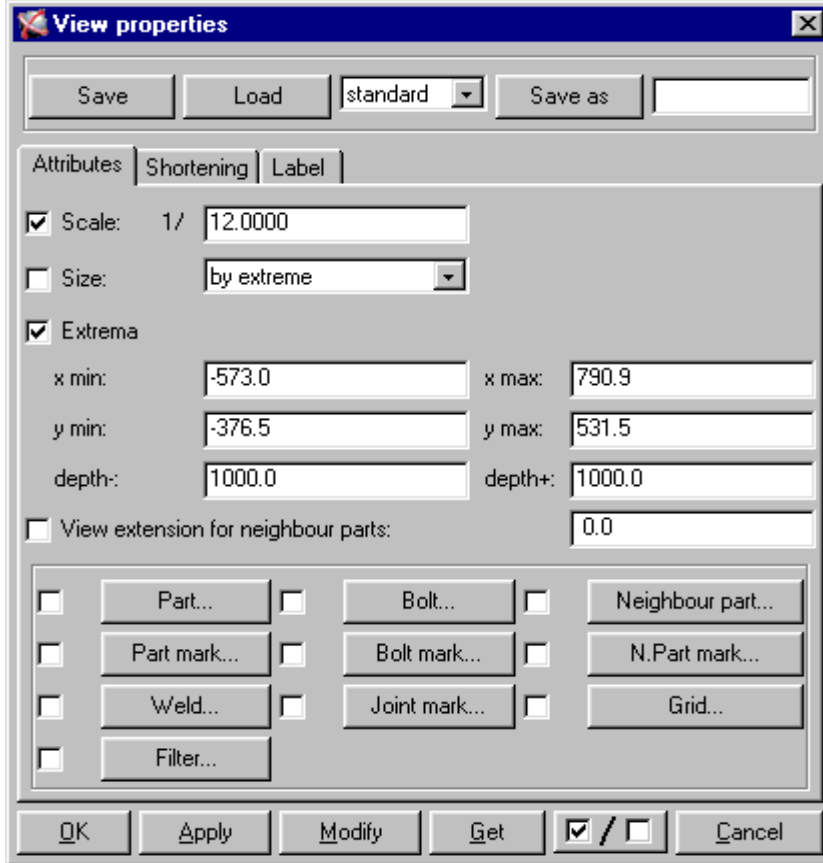 View properties
Save Load standard Save as
Attributes Shortening Label
Scale: 1/ 12.0000
Size: by extreme
Extrema
x min: -573.0 x max: 790.9
y min: -376.5 y max: 531.5
depth-: 1000.0 depth+: 1000.0
View extension for neighbour parts: 0.0
Part... Bolt... Neighbour part...
Part mark... Bolt mark... N.Part mark...
Weld... Joint mark... Grid...
Filter...
OK Apply Modify Get / Cancel